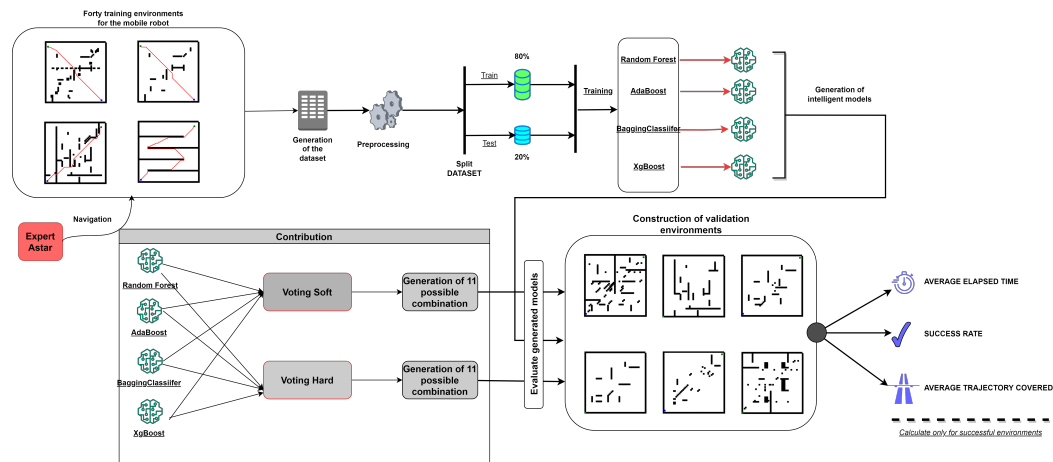 Forty training environments
for the mobile robot
Expert
Astar
Navigation
Generation
of the
dataset
Preprocessing
Split
DATASET
Train
80%
Test
20%
Training
Random Forest
AdaBoost
BaggingClassiifer
XgBoost
Generation of
intelligent models
Contribution
Random Forest
AdaBoost
BaggingClassiifer
XgBoost
Voting Soft
Voting Hard
Generation of 11
possible
combination
Generation of 11
possible
combination
Evaluate generated models
Construction of validation
environments
AVERAGE ELAPSED TIME
SUCCESS RATE
AVERAGE TRAJECTORY COVERED
Calculate only for successful environments